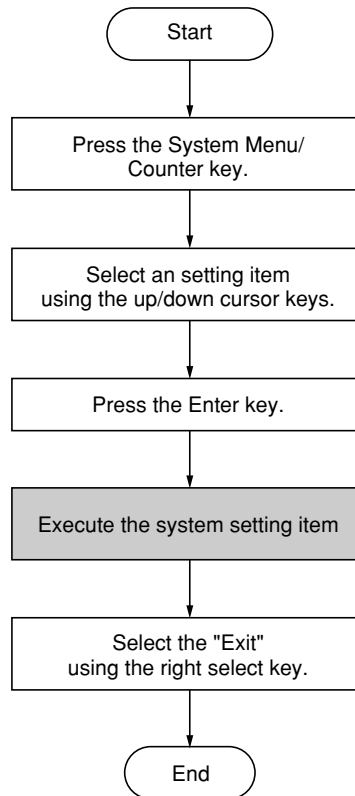 Start
Press the System Menu/
Counter key.
Select an setting item
using the up/down cursor keys.
Press the Enter key.
Execute the system setting item
Select the "Exit"
using the right select key.
End